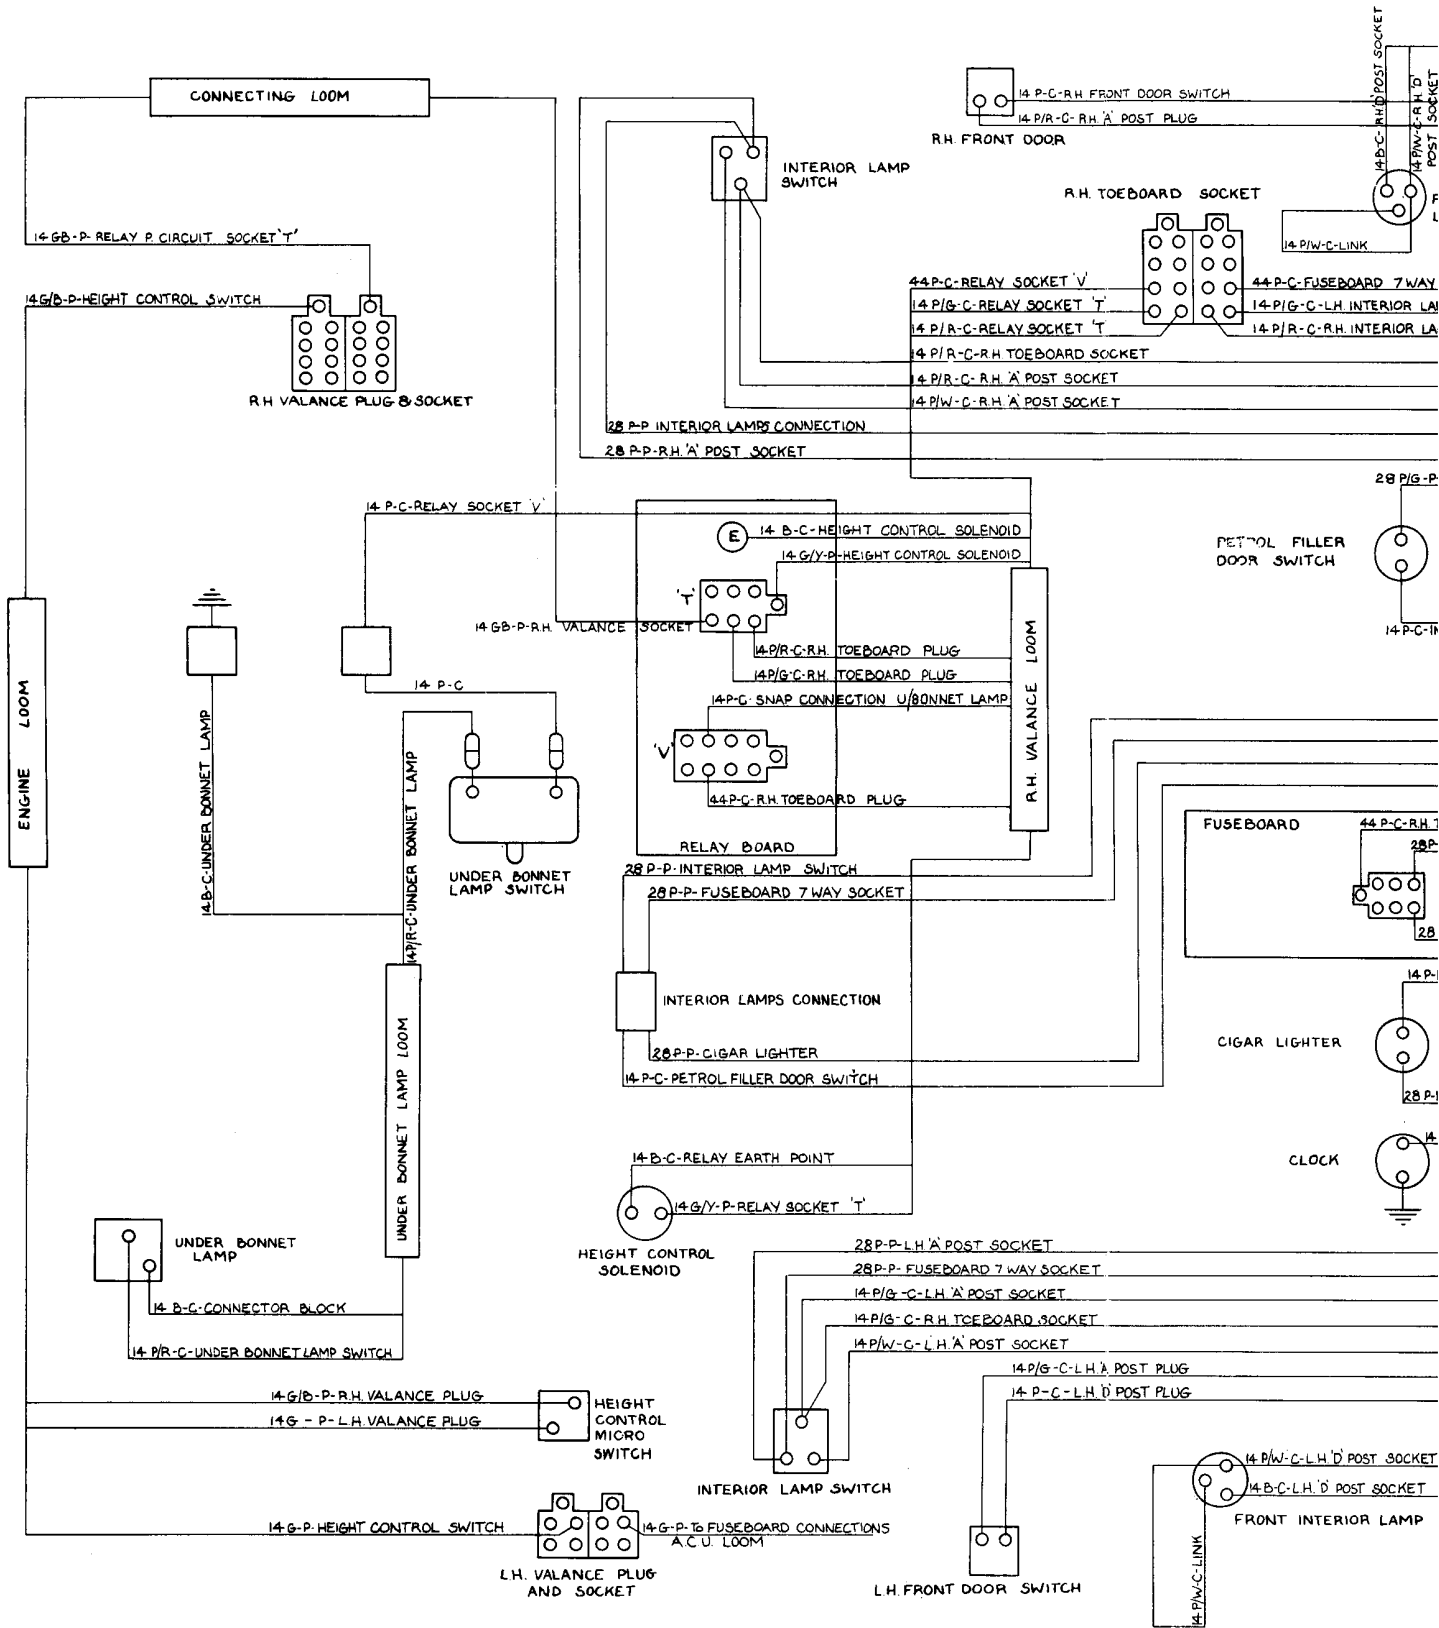 CONNECTING LOOM
14 P-C-RH FRONT DOOR SWITCH
14 P/R-C-RH.'A' POST PLUG
R.H. FRONT DOOR
14 B-C-RH'D' POST SOCKET
14 P/W-C-R.H.'D'
POST SOCKET
INTERIOR LAMP
SWITCH
R.H. TOEBOARD SOCKET
14 P/W-C-LINK
14 GB-P-RELAY P. CIRCUIT SOCKET 'T'
14 G/B-P-HEIGHT CONTROL SWITCH
44 P-C-RELAY SOCKET 'V'
44 P-C-FUSEBOARD 7 WAY
14 P/G-C-RELAY SOCKET 'T'
14 P/G-C-L.H. INTERIOR LA
14 P/R-C-RELAY SOCKET 'T'
14 P/R-C-R.H. INTERIOR LA
14 P/R-C-R.H TOEBOARD SOCKET
14 P/R-C-R.H. 'A' POST SOCKET
14 P/W-C-R.H. 'A' POST SOCKET
R.H VALANCE PLUG & SOCKET
28 P-P INTERIOR LAMPS CONNECTION
28 P-P-R.H. 'A' POST SOCKET
28 P/G-P-
14 P-C-RELAY SOCKET 'V'
E
14 B-C-HEIGHT CONTROL SOLENOID
PETROL FILLER
DOOR SWITCH
14 G/Y-P-HEIGHT CONTROL SOLENOID
'T'
14 GB-P-R.H. VALANCE SOCKET
14 P-C-IN
14 P/R-C-R.H. TOEBOARD PLUG
14 P/G-C-R.H. TOEBOARD PLUG
14 P-C
14 P-C-SNAP CONNECTION U/BONNET LAMP
R.H. VALANCE LOOM
ENGINE LOOM
14 B-C-UNDER BONNET LAMP
14 P/R-C-UNDER BONNET LAMP
'V'
44 P-C-R.H. TOEBOARD PLUG
RELAY BOARD
UNDER BONNET
LAMP SWITCH
FUSEBOARD
44 P-C-R.H. T
28 P-
28
28 P-P-INTERIOR LAMP SWITCH
28 P-P-FUSEBOARD 7 WAY SOCKET
INTERIOR LAMPS CONNECTION
14 P-
CIGAR LIGHTER
28 P-P-CIGAR LIGHTER
14 P-C-PETROL FILLER DOOR SWITCH
28 P-
UNDER BONNET LAMP LOOM
14
CLOCK
14-B-C-RELAY EARTH POINT
14 G/Y-P-RELAY SOCKET 'T'
HEIGHT CONTROL
SOLENOID
UNDER BONNET
LAMP
14 B-C-CONNECTOR BLOCK
14 P/R-C-UNDER BONNET LAMP SWITCH
28 P-P-L.H 'A' POST SOCKET
28 P-P-FUSEBOARD 7 WAY SOCKET
14 P/G-C-L.H. 'A' POST SOCKET
14 P/G-C-R.H. TOEBOARD SOCKET
14 P/W-C-L.H. 'A' POST SOCKET
14 P/G-C-L.H 'A' POST PLUG
14 P-C-L.H. 'D' POST PLUG
14 G/B-P-R.H. VALANCE PLUG
14 G-P-L.H. VALANCE PLUG
HEIGHT
CONTROL
MICRO
SWITCH
INTERIOR LAMP SWITCH
14 P/W-C-L.H 'D' POST SOCKET
14 B-C-L.H. 'D' POST SOCKET
FRONT INTERIOR LAMP
14 P/W-C-LINK
14 G-P-HEIGHT CONTROL SWITCH
14 G-P-To FUSEBOARD CONNECTIONS
A.C.U. LOOM
L.H. VALANCE PLUG
AND SOCKET
L.H. FRONT DOOR SWITCH